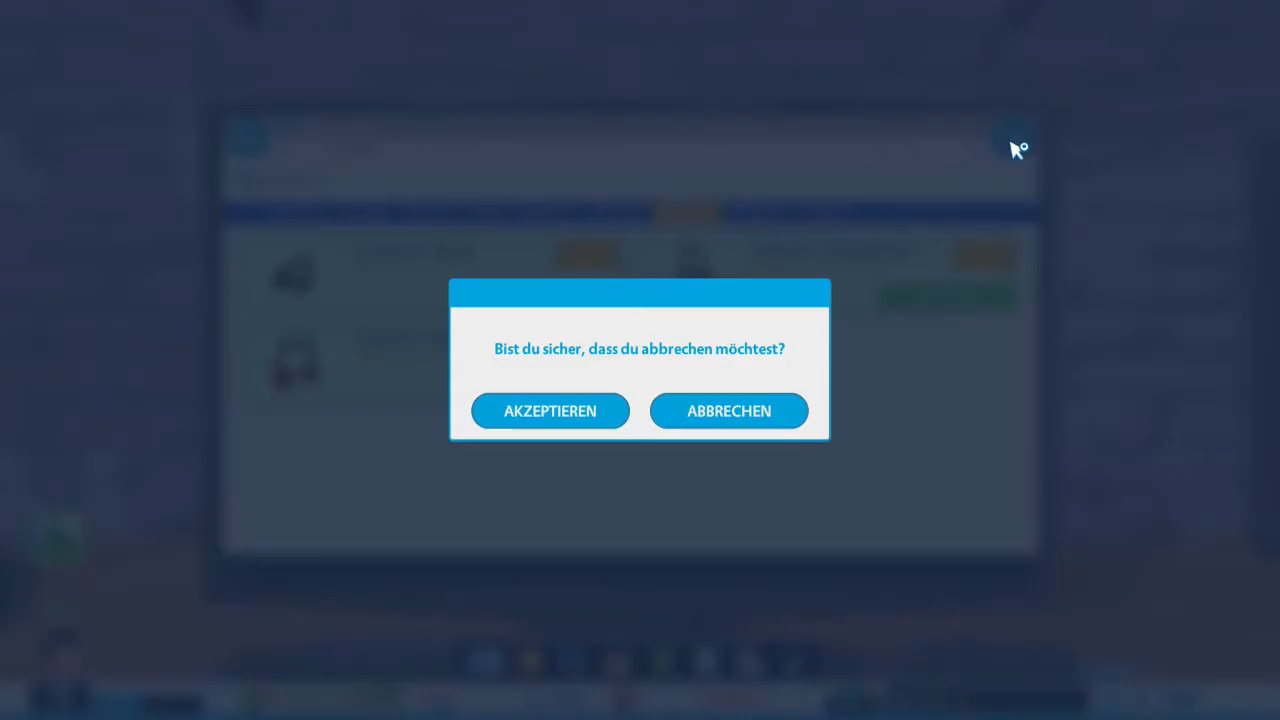 Bist du sicher, dass du abbrechen möchtest?
AKZEPTIEREN
ABBRECHEN